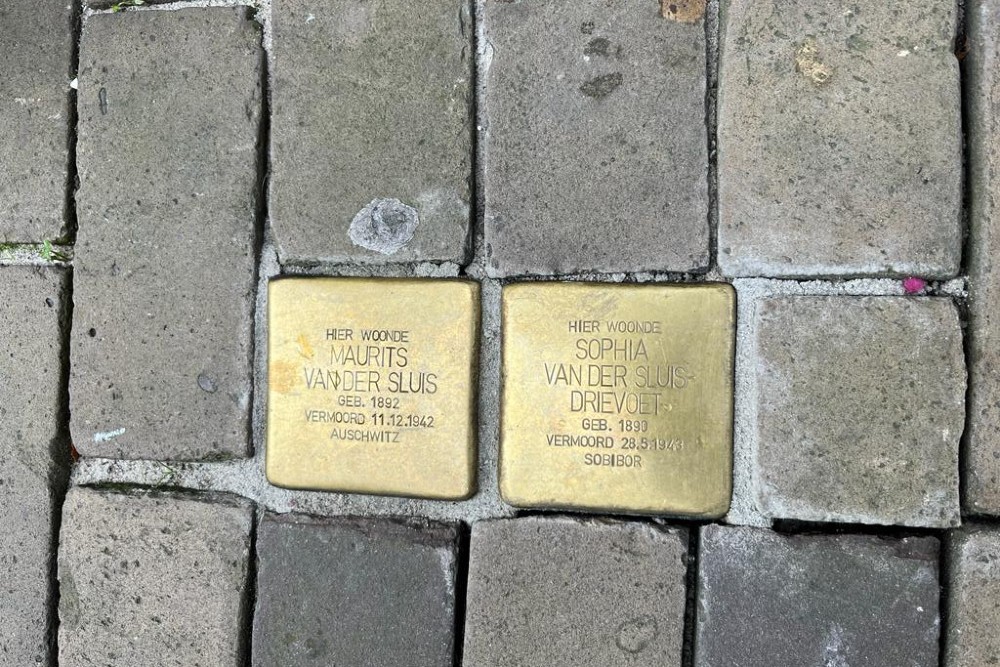 HIER WOONDE
MAURITS
VAN DER SLUIS
GEB. 1892
VERMOORD 11.12.1942
AUSCHWITZ
HIER WOONDE
SOPHIA
VAN DER SLUIS-
DRIEVOET
GEB. 1890
VERMOORD 28.5.1943
SOBIBOR